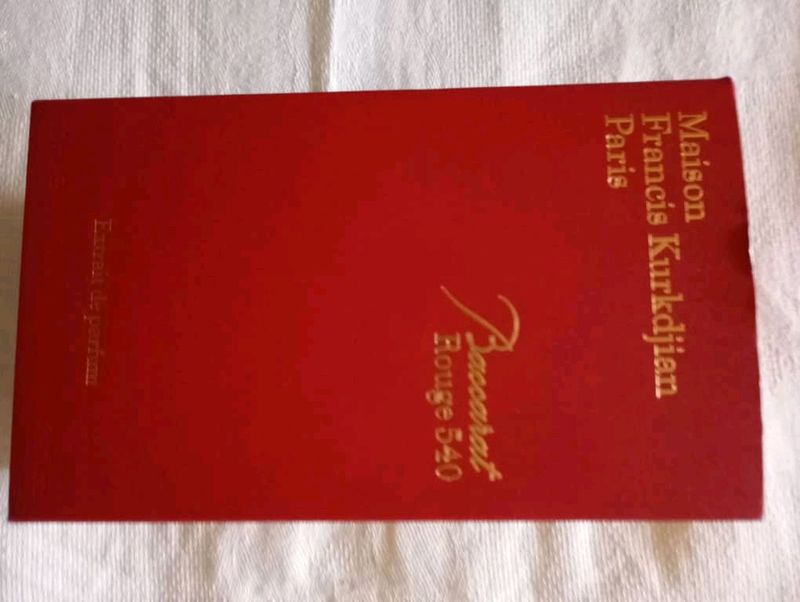 Maison
Francis Kurkdjian
Paris
Baccarat
Rouge 540
Extrait de parfum